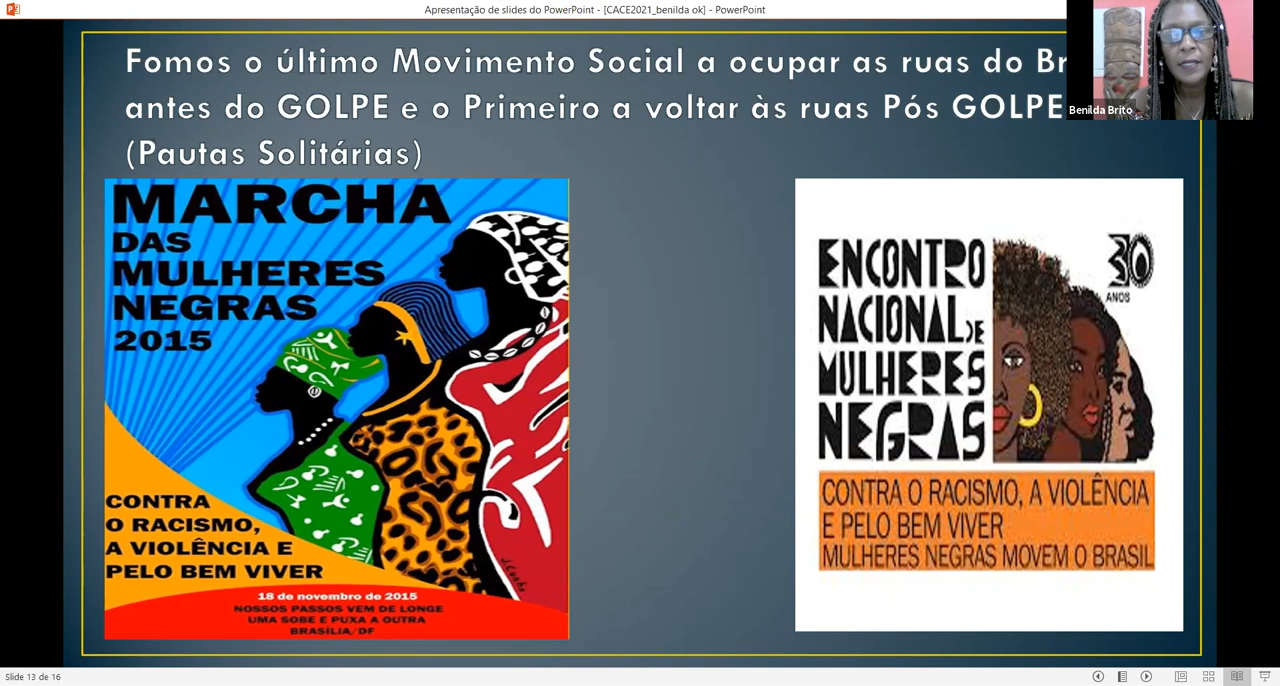 Apresentação de slides do PowerPoint - [CACE2021_benilda ok] - PowerPoint
Fomos o último Movimento Social a ocupar as ruas do Br
antes do GOLPE e o Primeiro a voltar às ruas Pós GOLPE
(Pautas Solitárias)
Benilda Brito
MARCHA
DAS
MULHERES
NEGRAS
2015
CONTRA
O RACISMO,
A VIOLÊNCIA E
PELO BEM VIVER
18 de novembro de 2015
NOSSOS PASSOS VEM DE LONGE
UMA SOBE E PUXA A OUTRA
BRASÍLIA/DF
J. Cunha
ENCONTRO
NACIONAL DE
MULHERES
NEGRAS
30
ANOS
CONTRA O RACISMO, A VIOLÊNCIA
E PELO BEM VIVER
MULHERES NEGRAS MOVEM O BRASIL
Slide 13 de 16